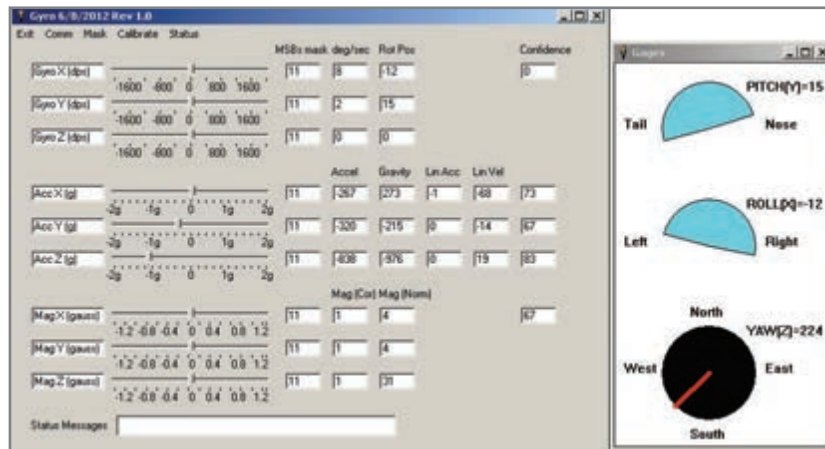 Gyro 6/8/2012 Rev 1.0
Exit Comm Mask Calibrate Status
MSBs mask deg/sec Rot Pos Confidence
Gyro X (dps) 11 8 -12 0
-1600 -800 0 800 1600
Gyro Y (dps) 11 2 15
-1600 -800 0 800 1600
Gyro Z (dps) 11 0 0
-1600 -800 0 800 1600
Accel Gravity Lin Acc Lin Vel
Acc X (g) 11 -267 273 -1 -68 73
-2g -1g 0 1g 2g
Acc Y (g) 11 -320 -215 0 -14 67
-2g -1g 0 1g 2g
Acc Z (g) 11 -838 -976 0 19 83
-2g -1g 0 1g 2g
Mag (Cor) Mag (Norm)
Mag X (gauss) 11 1 4 67
-1.2 -0.8 -0.4 0 0.4 0.8 1.2
Mag Y (gauss) 11 1 4
-1.2 -0.8 -0.4 0 0.4 0.8 1.2
Mag Z (gauss) 11 1 31
-1.2 -0.8 -0.4 0 0.4 0.8 1.2
Status Messages
Gages
PITCH(Y)=15
Tail Nose
ROLL(X)=-12
Left Right
North
YAW(Z)=224
West East
South